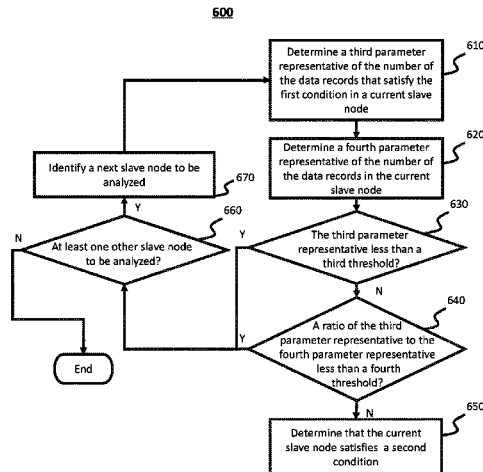 600
Determine a third parameter
representative of the number of
the data records that satisfy the
first condition in a current slave
node
610
Determine a fourth parameter
representative of the number of
the data records in the current
slave node
620
Identify a next slave node to be
analyzed
670
Y
660
N
At least one other slave node
to be analyzed?
630
Y
The third parameter
representative less than a
third threshold?
N
640
Y
A ratio of the third
parameter representative to the
fourth parameter representative
less than a fourth
threshold?
End
N
650
Determine that the current
slave node satisfies a second
condition